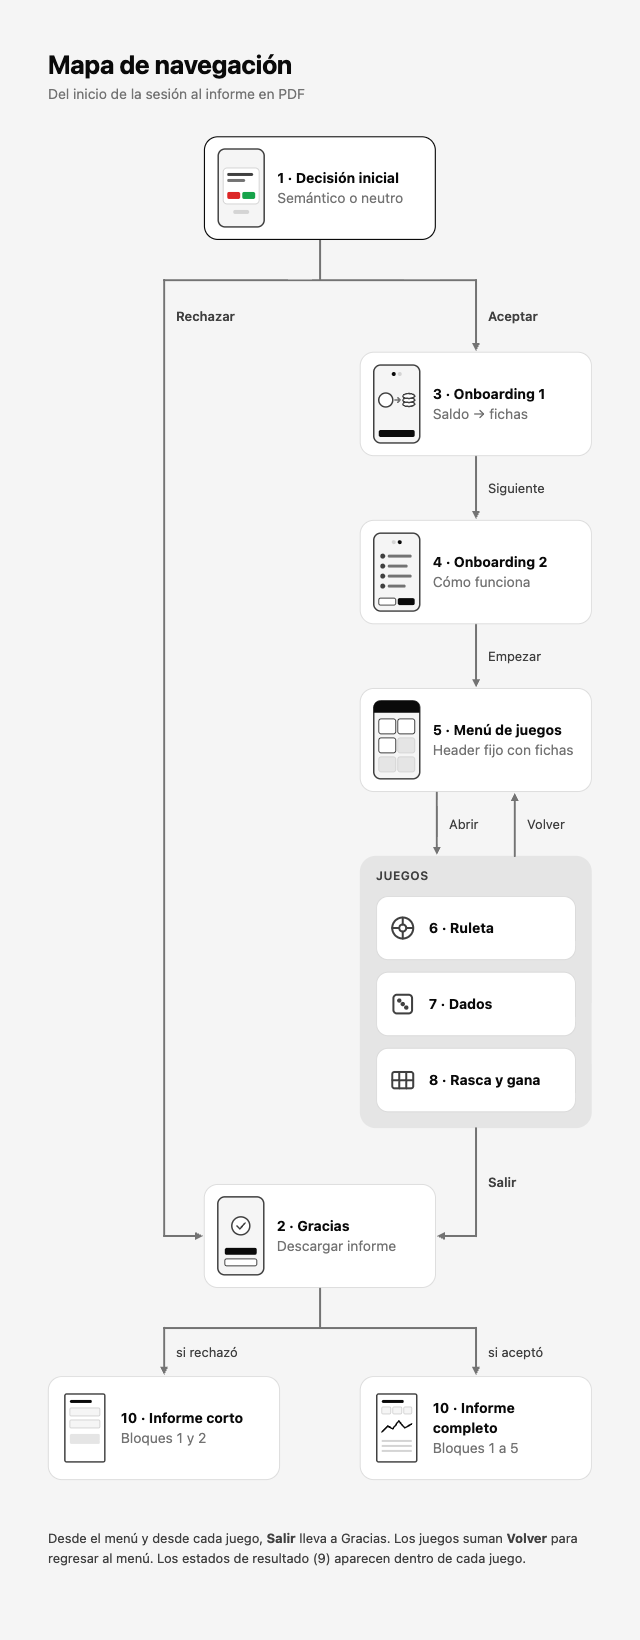 Mapa de navegación
Del inicio de la sesión al informe en PDF
1 · Decisión inicial
Semántico o neutro
Rechazar
Aceptar
3 · Onboarding 1
Saldo → fichas
Siguiente
4 · Onboarding 2
Cómo funciona
Empezar
5 · Menú de juegos
Header fijo con fichas
Abrir
Volver
JUEGOS
6 · Ruleta
7 · Dados
8 · Rasca y gana
Salir
2 · Gracias
Descargar informe
si rechazó
si aceptó
10 · Informe corto
Bloques 1 y 2
10 · Informe
completo
Bloques 1 a 5
Desde el menú y desde cada juego, Salir lleva a Gracias. Los juegos suman Volver para
regresar al menú. Los estados de resultado (9) aparecen dentro de cada juego.